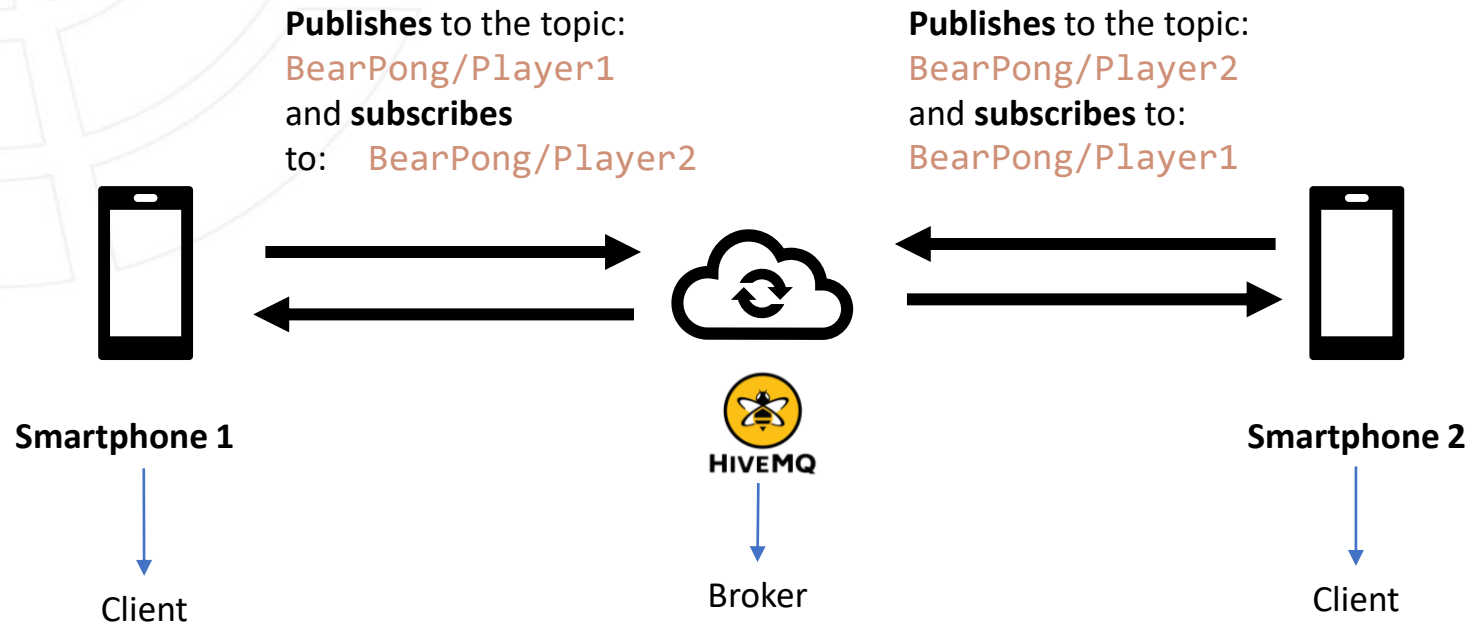 Publishes to the topic:
BearPong/Player1
and subscribes
to: BearPong/Player2
Publishes to the topic:
BearPong/Player2
and subscribes to:
BearPong/Player1
Smartphone 1
HIVEMQ
Smartphone 2
Client
Broker
Client